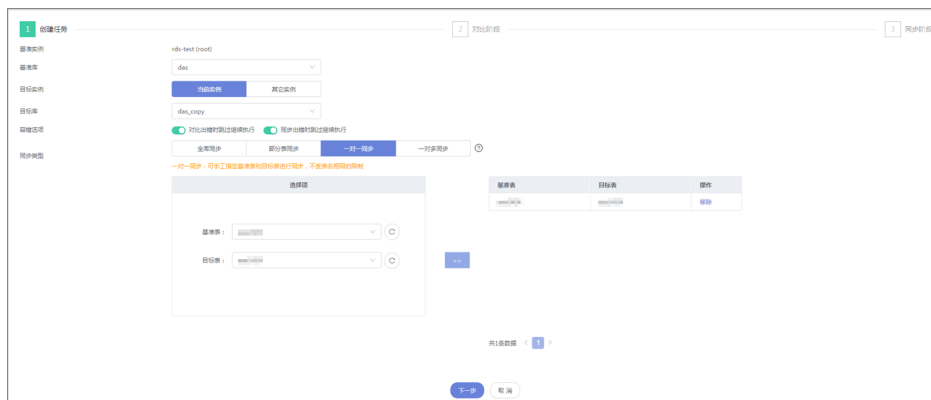 1 创建任务 2 对比阶段 3 同步阶段
基准实例 rds-test (root)
基准库 das
目标实例 当前实例 其它实例
目标库 das_copy
容错选项 对比出错时跳过继续执行 同步出错时跳过继续执行
同步类型 全库同步 部分表同步 一对一同步 一对多同步
一对一同步：可手工指定基准表和目标表进行同步，不受表名相同的限制
选择项 基准表 目标表 操作
移除
基准表：
目标表：
共1条数据 < 1 >
下一步 取消